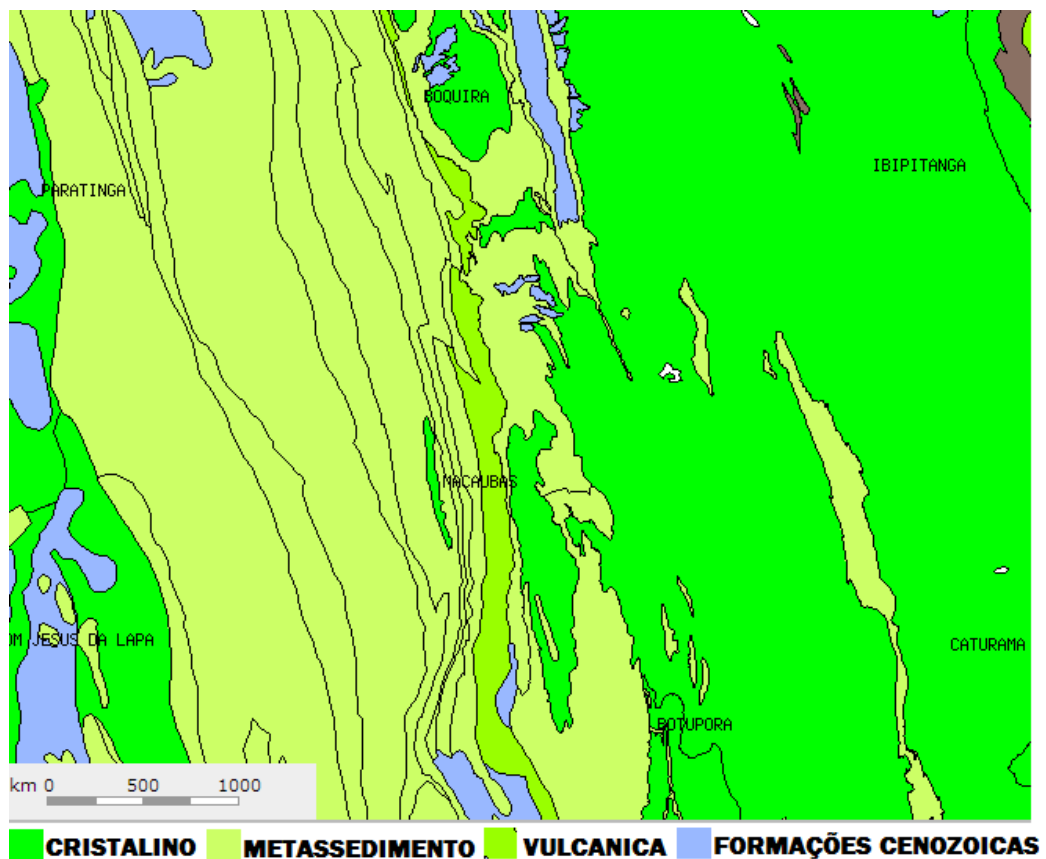 BOQUIRA
IBIPITANGA
PARATINGA
MACAUBAS
OM JESUS DA LAPA
CATURAMA
BOTUPORA
km 0 500 1000
CRISTALINO METASSEDIMENTO VULCANICA FORMAÇÕES CENOZOICAS